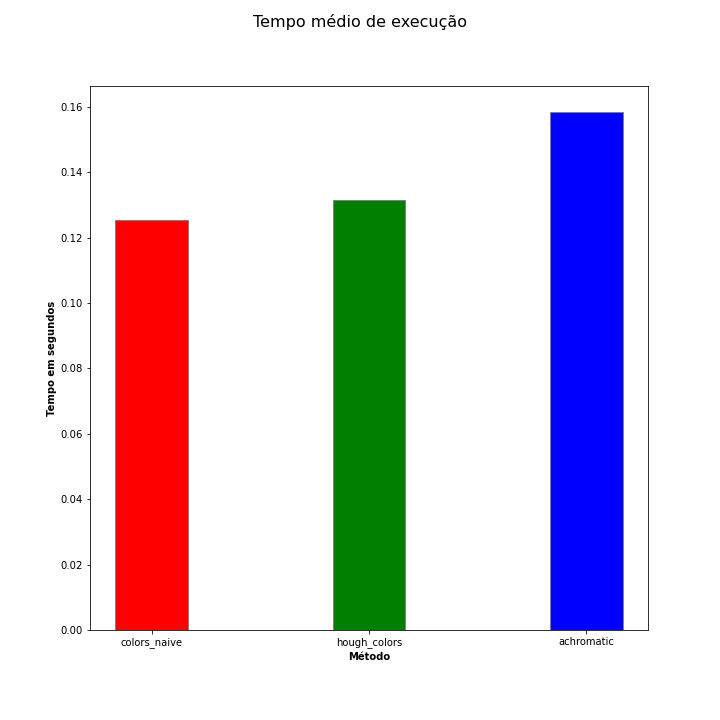 Tempo médio de execução
0.16
0.14
0.12
0.10
0.08
0.06
0.04
0.02
0.00
Tempo em segundos
colors_naive
hough_colors
achromatic
Método